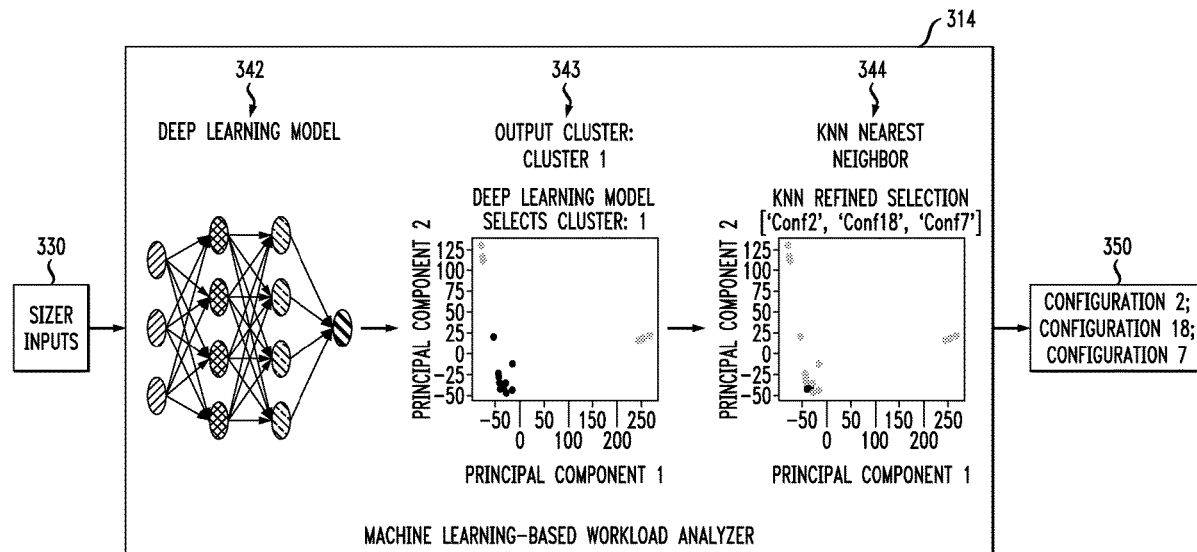 314
342
343
344
DEEP LEARNING MODEL
OUTPUT CLUSTER:
CLUSTER 1
KNN NEAREST
NEIGHBOR
DEEP LEARNING MODEL
SELECTS CLUSTER: 1
KNN REFINED SELECTION
['Conf2', 'Conf18', 'Conf7']
330
SIZER
INPUTS
PRINCIPAL COMPONENT 2
125
100
75
50
25
0
-25
-50
-50 0 50 100 150 200 250
PRINCIPAL COMPONENT 1
PRINCIPAL COMPONENT 2
125
100
75
50
25
0
-25
-50
-50 0 50 100 150 200 250
PRINCIPAL COMPONENT 1
350
CONFIGURATION 2;
CONFIGURATION 18;
CONFIGURATION 7
MACHINE LEARNING-BASED WORKLOAD ANALYZER